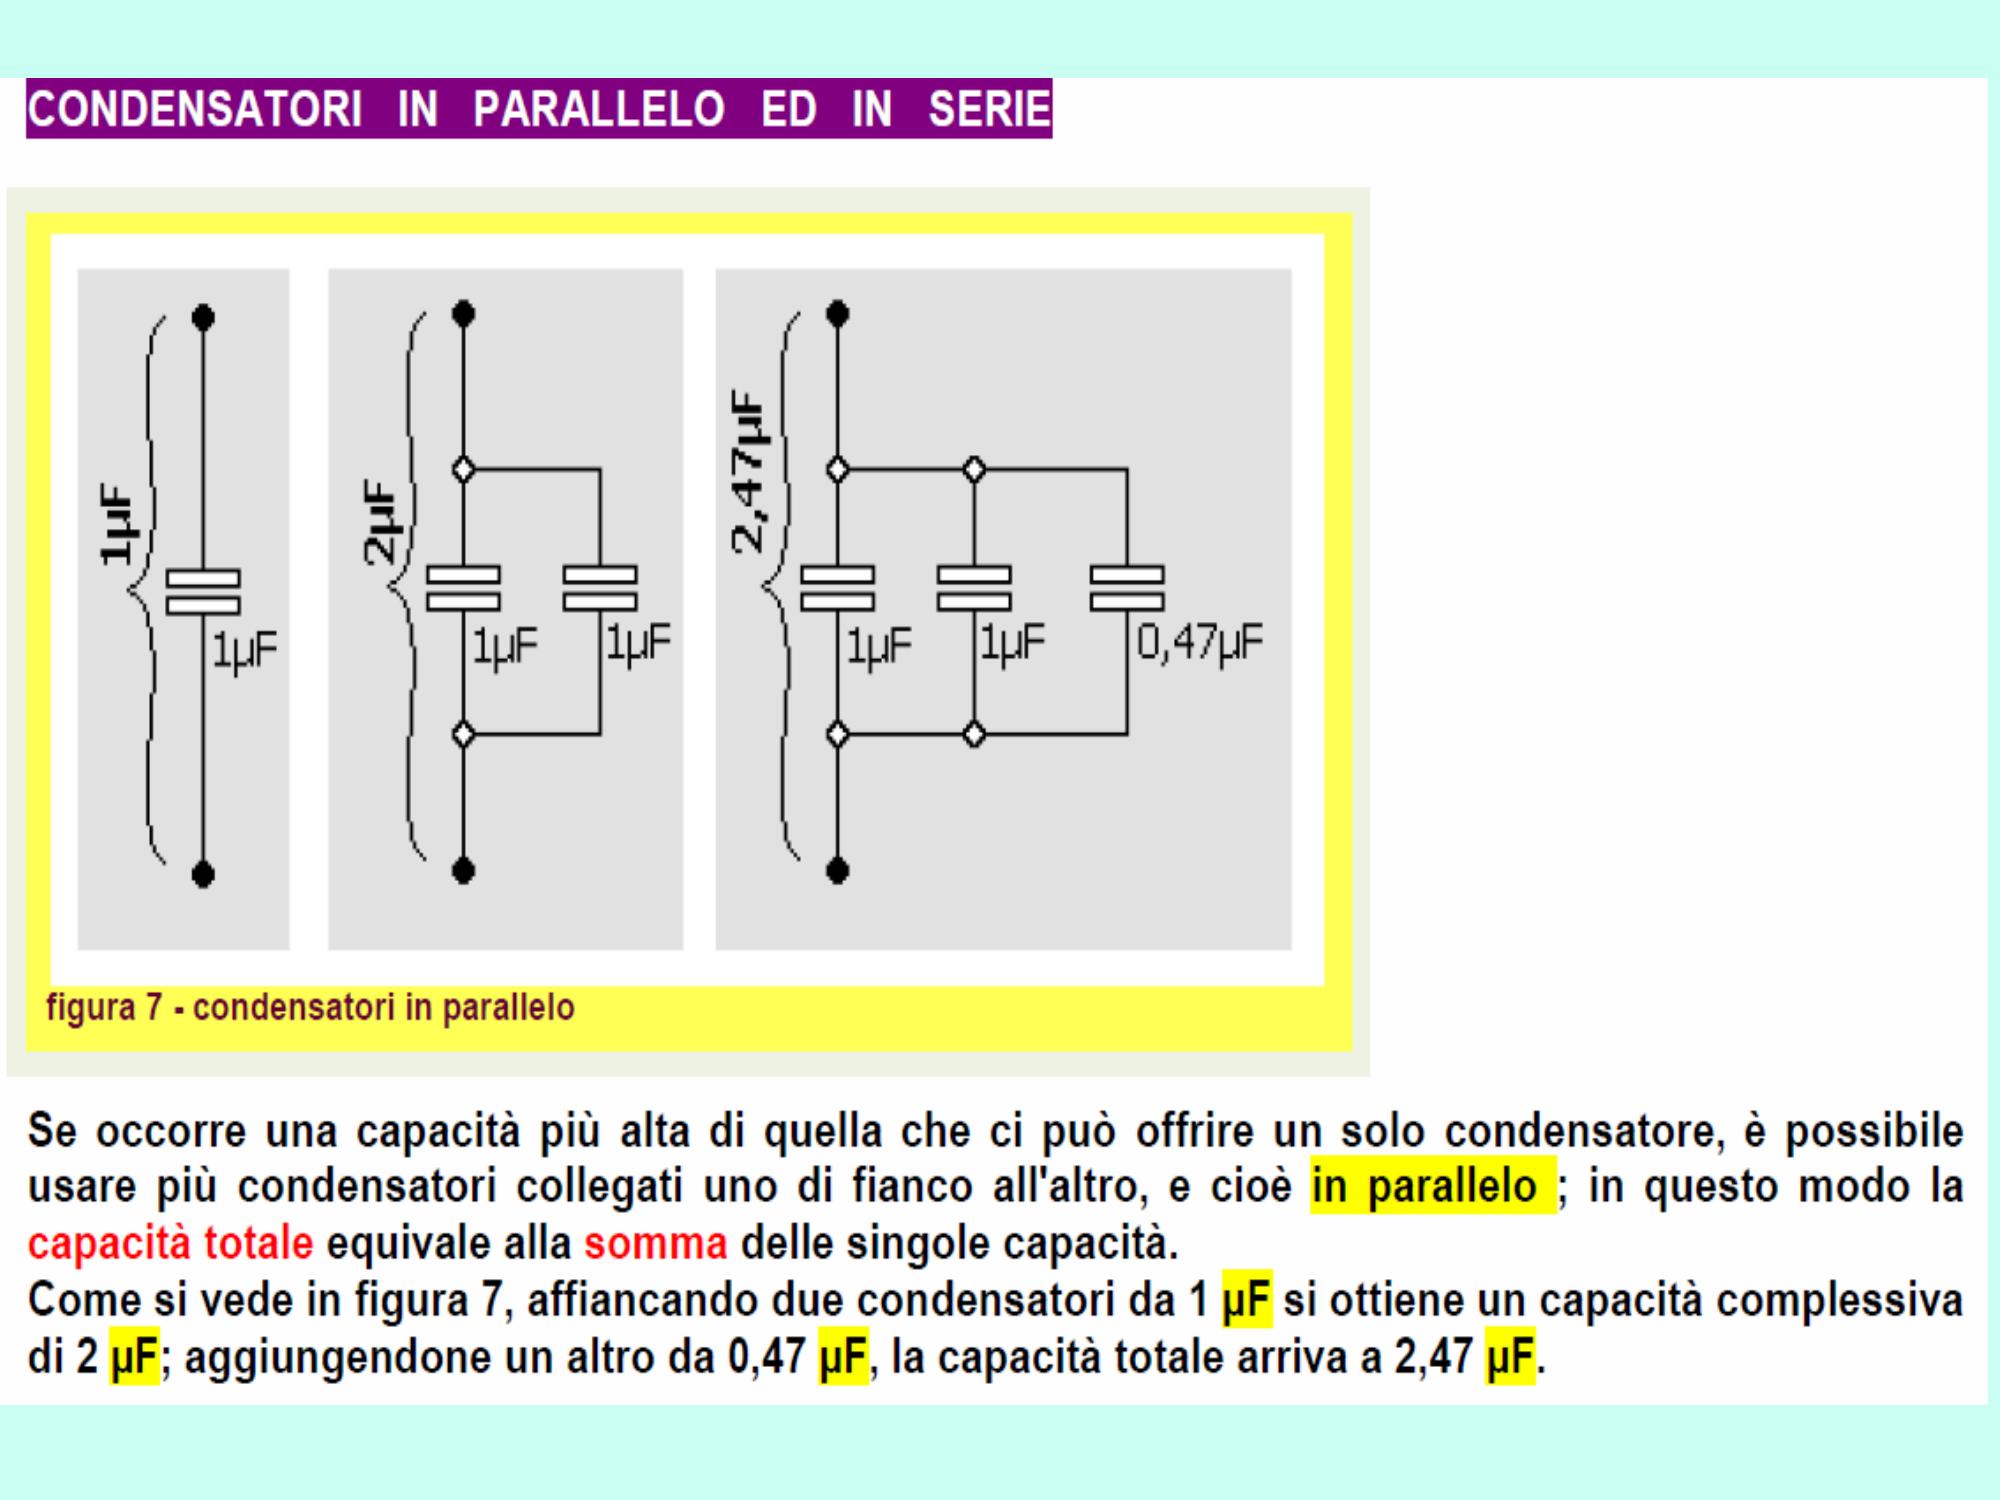 CONDENSATORI IN PARALLELO ED IN SERIE
1µF
1µF
2µF
1µF
1µF
2,47µF
1µF
1µF
0,47µF
figura 7 - condensatori in parallelo
Se occorre una capacità più alta di quella che ci può offrire un solo condensatore, è possibile
usare più condensatori collegati uno di fianco all'altro, e cioè in parallelo ; in questo modo la
capacità totale equivale alla somma delle singole capacità.
Come si vede in figura 7, affiancando due condensatori da 1 µF si ottiene un capacità complessiva
di 2 µF; aggiungendone un altro da 0,47 µF, la capacità totale arriva a 2,47 µF.